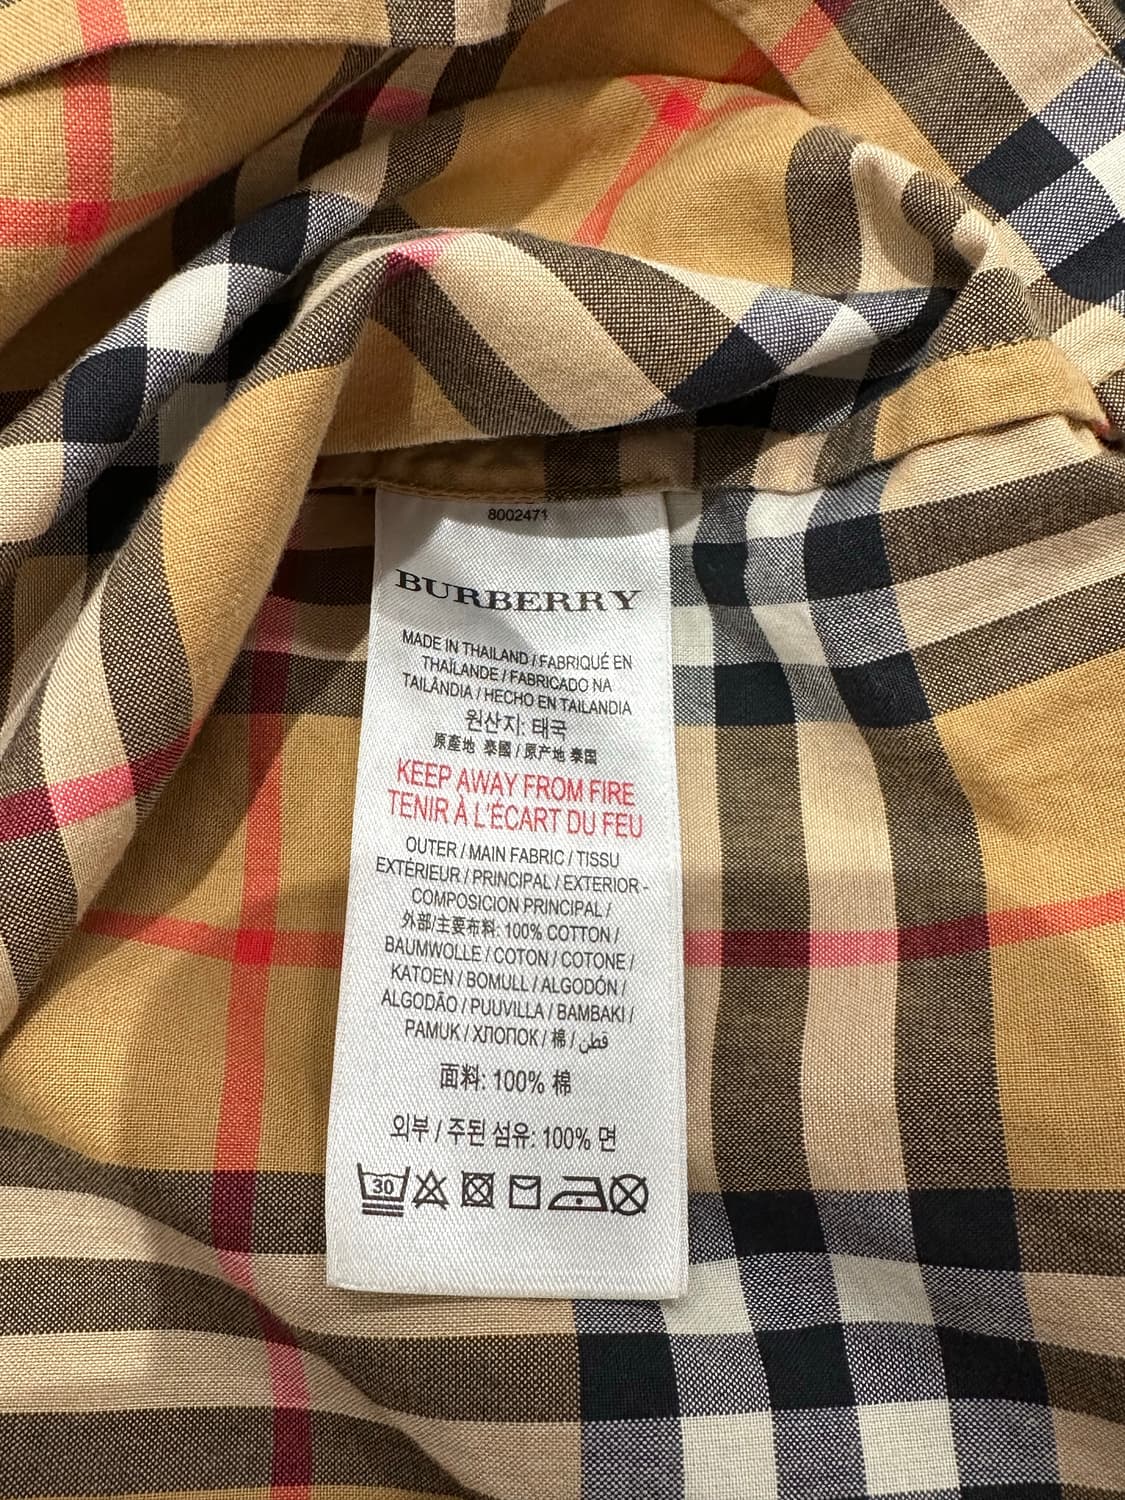 8002471
BURBERRY
MADE IN THAILAND / FABRIQUÉ EN
THAÏLANDE / FABRICADO NA
TAILÂNDIA / HECHO EN TAILANDIA
원산지: 태국
原產地 泰國 / 原产地 泰国
KEEP AWAY FROM FIRE
TENIR À L'ÉCART DU FEU
OUTER / MAIN FABRIC / TISSU
EXTÉRIEUR / PRINCIPAL / EXTERIOR -
COMPOSICION PRINCIPAL /
外部/主要布料: 100% COTTON /
BAUMWOLLE / COTON / COTONE /
KATOEN / BOMULL / ALGODÓN /
ALGODÃO / PUUVILLA / BAMBAKI /
PAMUK / ХЛОПОК / 棉 / قطن
面料: 100% 棉
외부 / 주된 섬유: 100% 면
30